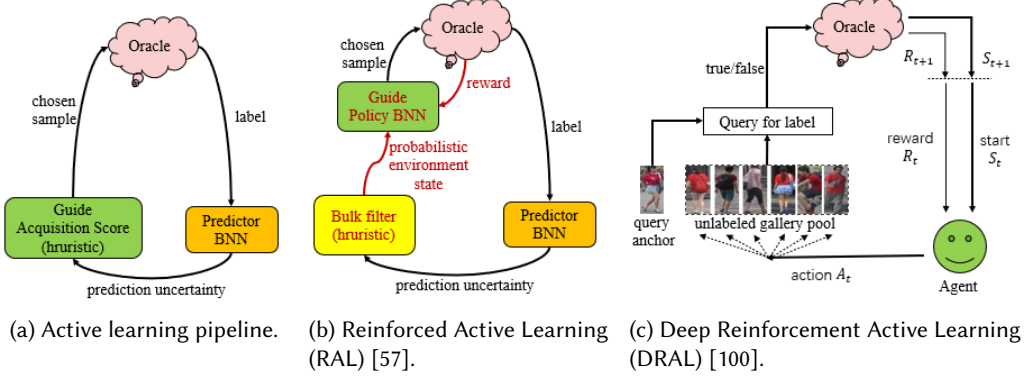 Oracle
chosen
sample
label
Guide
Acquisition Score
(hruristic)
Predictor
BNN
prediction uncertainty
(a) Active learning pipeline.
Oracle
chosen
sample
reward
Guide
Policy BNN
label
probabilistic
environment
state
Bulk filter
(hruristic)
Predictor
BNN
prediction uncertainty
(b) Reinforced Active Learning
(RAL) [57].
Oracle
R_{t+1}
S_{t+1}
true/false
Query for label
reward
R_t
start
S_t
query
anchor
unlabeled gallery pool
action A_t
Agent
(c) Deep Reinforcement Active Learning
(DRAL) [100].